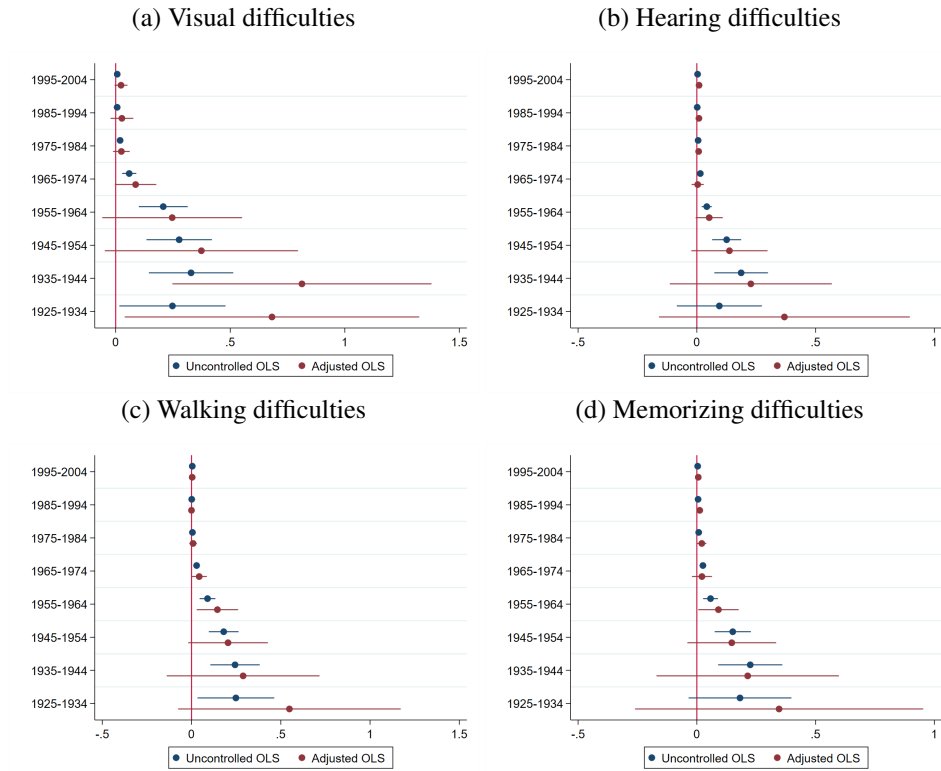 (a) Visual difficulties
1995-2004
1985-1994
1975-1984
1965-1974
1955-1964
1945-1954
1935-1944
1925-1934
0 .5 1 1.5
Uncontrolled OLS Adjusted OLS
(b) Hearing difficulties
1995-2004
1985-1994
1975-1984
1965-1974
1955-1964
1945-1954
1935-1944
1925-1934
-.5 0 .5 1
Uncontrolled OLS Adjusted OLS
(c) Walking difficulties
1995-2004
1985-1994
1975-1984
1965-1974
1955-1964
1945-1954
1935-1944
1925-1934
-.5 0 .5 1 1.5
Uncontrolled OLS Adjusted OLS
(d) Memorizing difficulties
1995-2004
1985-1994
1975-1984
1965-1974
1955-1964
1945-1954
1935-1944
1925-1934
-.5 0 .5 1
Uncontrolled OLS Adjusted OLS